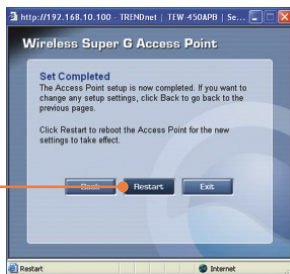 http://192.168.10.100 - TRENDnet | TEW-450APB | Se...
Wireless Super G Access Point
Set Completed
The Access Point setup is now completed. If you want to
change any setup settings, click Back to go back to the
previous pages.
Click Restart to reboot the Access Point for the new
settings to take effect.
Back Restart Exit
Restart Internet